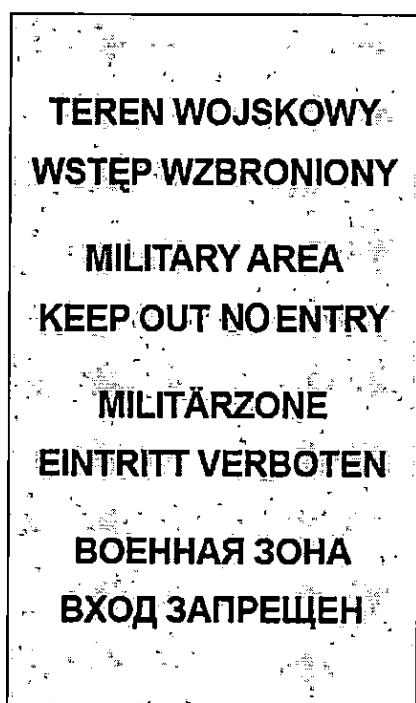 TEREN WOJSKOWY
WSTĘP WZBRONIONY
MILITARY AREA
KEEP OUT NO ENTRY
MILITÄRZONE
EINTRITT VERBOTEN
ВОЕННАЯ ЗОНА
ВХОД ЗАПРЕЩЕН